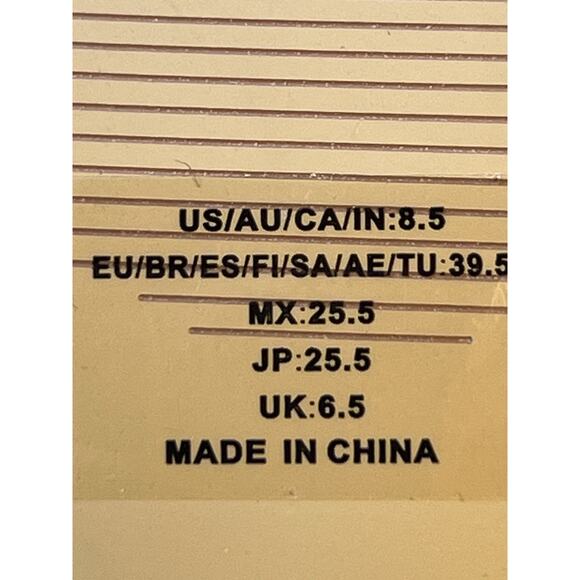 US/AU/CA/IN:8.5
EU/BR/ES/FI/SA/AE/TU:39.5
MX:25.5
JP:25.5
UK:6.5
MADE IN CHINA